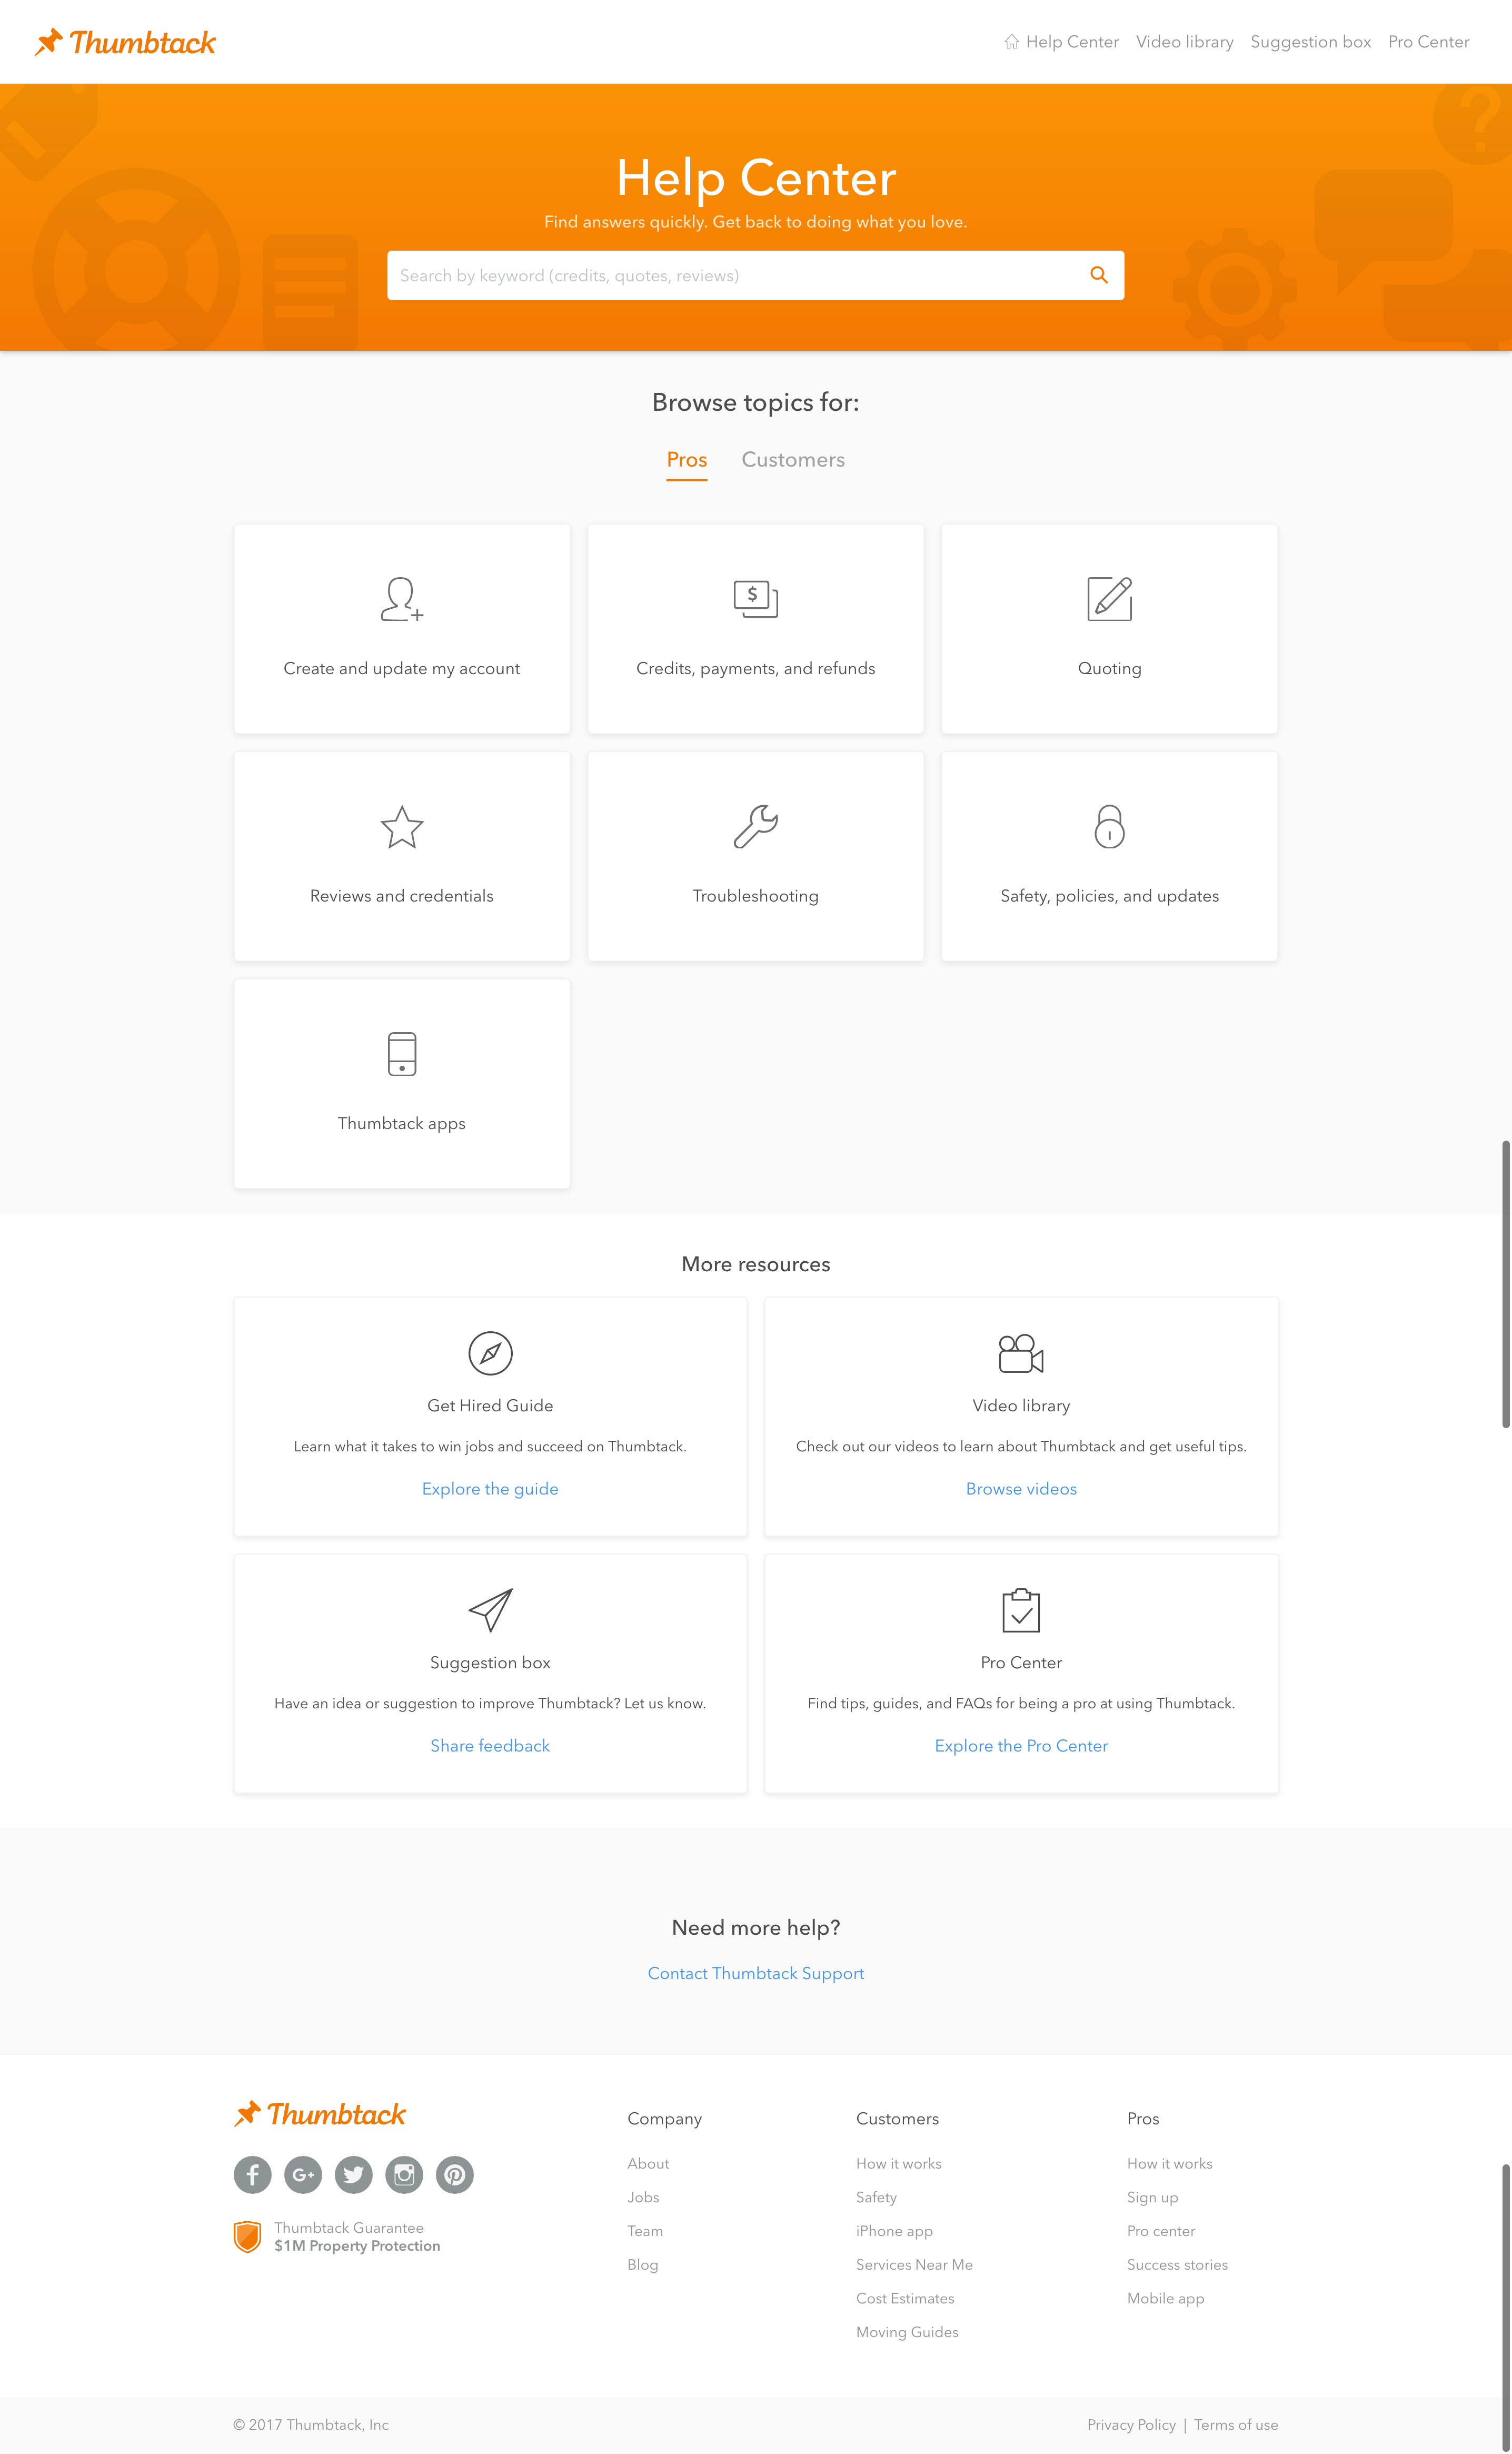 Thumbtack
Help Center Video library Suggestion box Pro Center
Help Center
Find answers quickly. Get back to doing what you love.
Search by keyword (credits, quotes, reviews)
Browse topics for:
Pros Customers
Create and update my account
$
Credits, payments, and refunds
Quoting
Reviews and credentials
Troubleshooting
Safety, policies, and updates
Thumbtack apps
More resources
Get Hired Guide
Learn what it takes to win jobs and succeed on Thumbtack.
Explore the guide
Video library
Check out our videos to learn about Thumbtack and get useful tips.
Browse videos
Suggestion box
Have an idea or suggestion to improve Thumbtack? Let us know.
Share feedback
Pro Center
Find tips, guides, and FAQs for being a pro at using Thumbtack.
Explore the Pro Center
Need more help?
Contact Thumbtack Support
Thumbtack
G+
Thumbtack Guarantee
$1M Property Protection
Company
About
Jobs
Team
Blog
Customers
How it works
Safety
iPhone app
Services Near Me
Cost Estimates
Moving Guides
Pros
How it works
Sign up
Pro center
Success stories
Mobile app
© 2017 Thumbtack, Inc
Privacy Policy | Terms of use